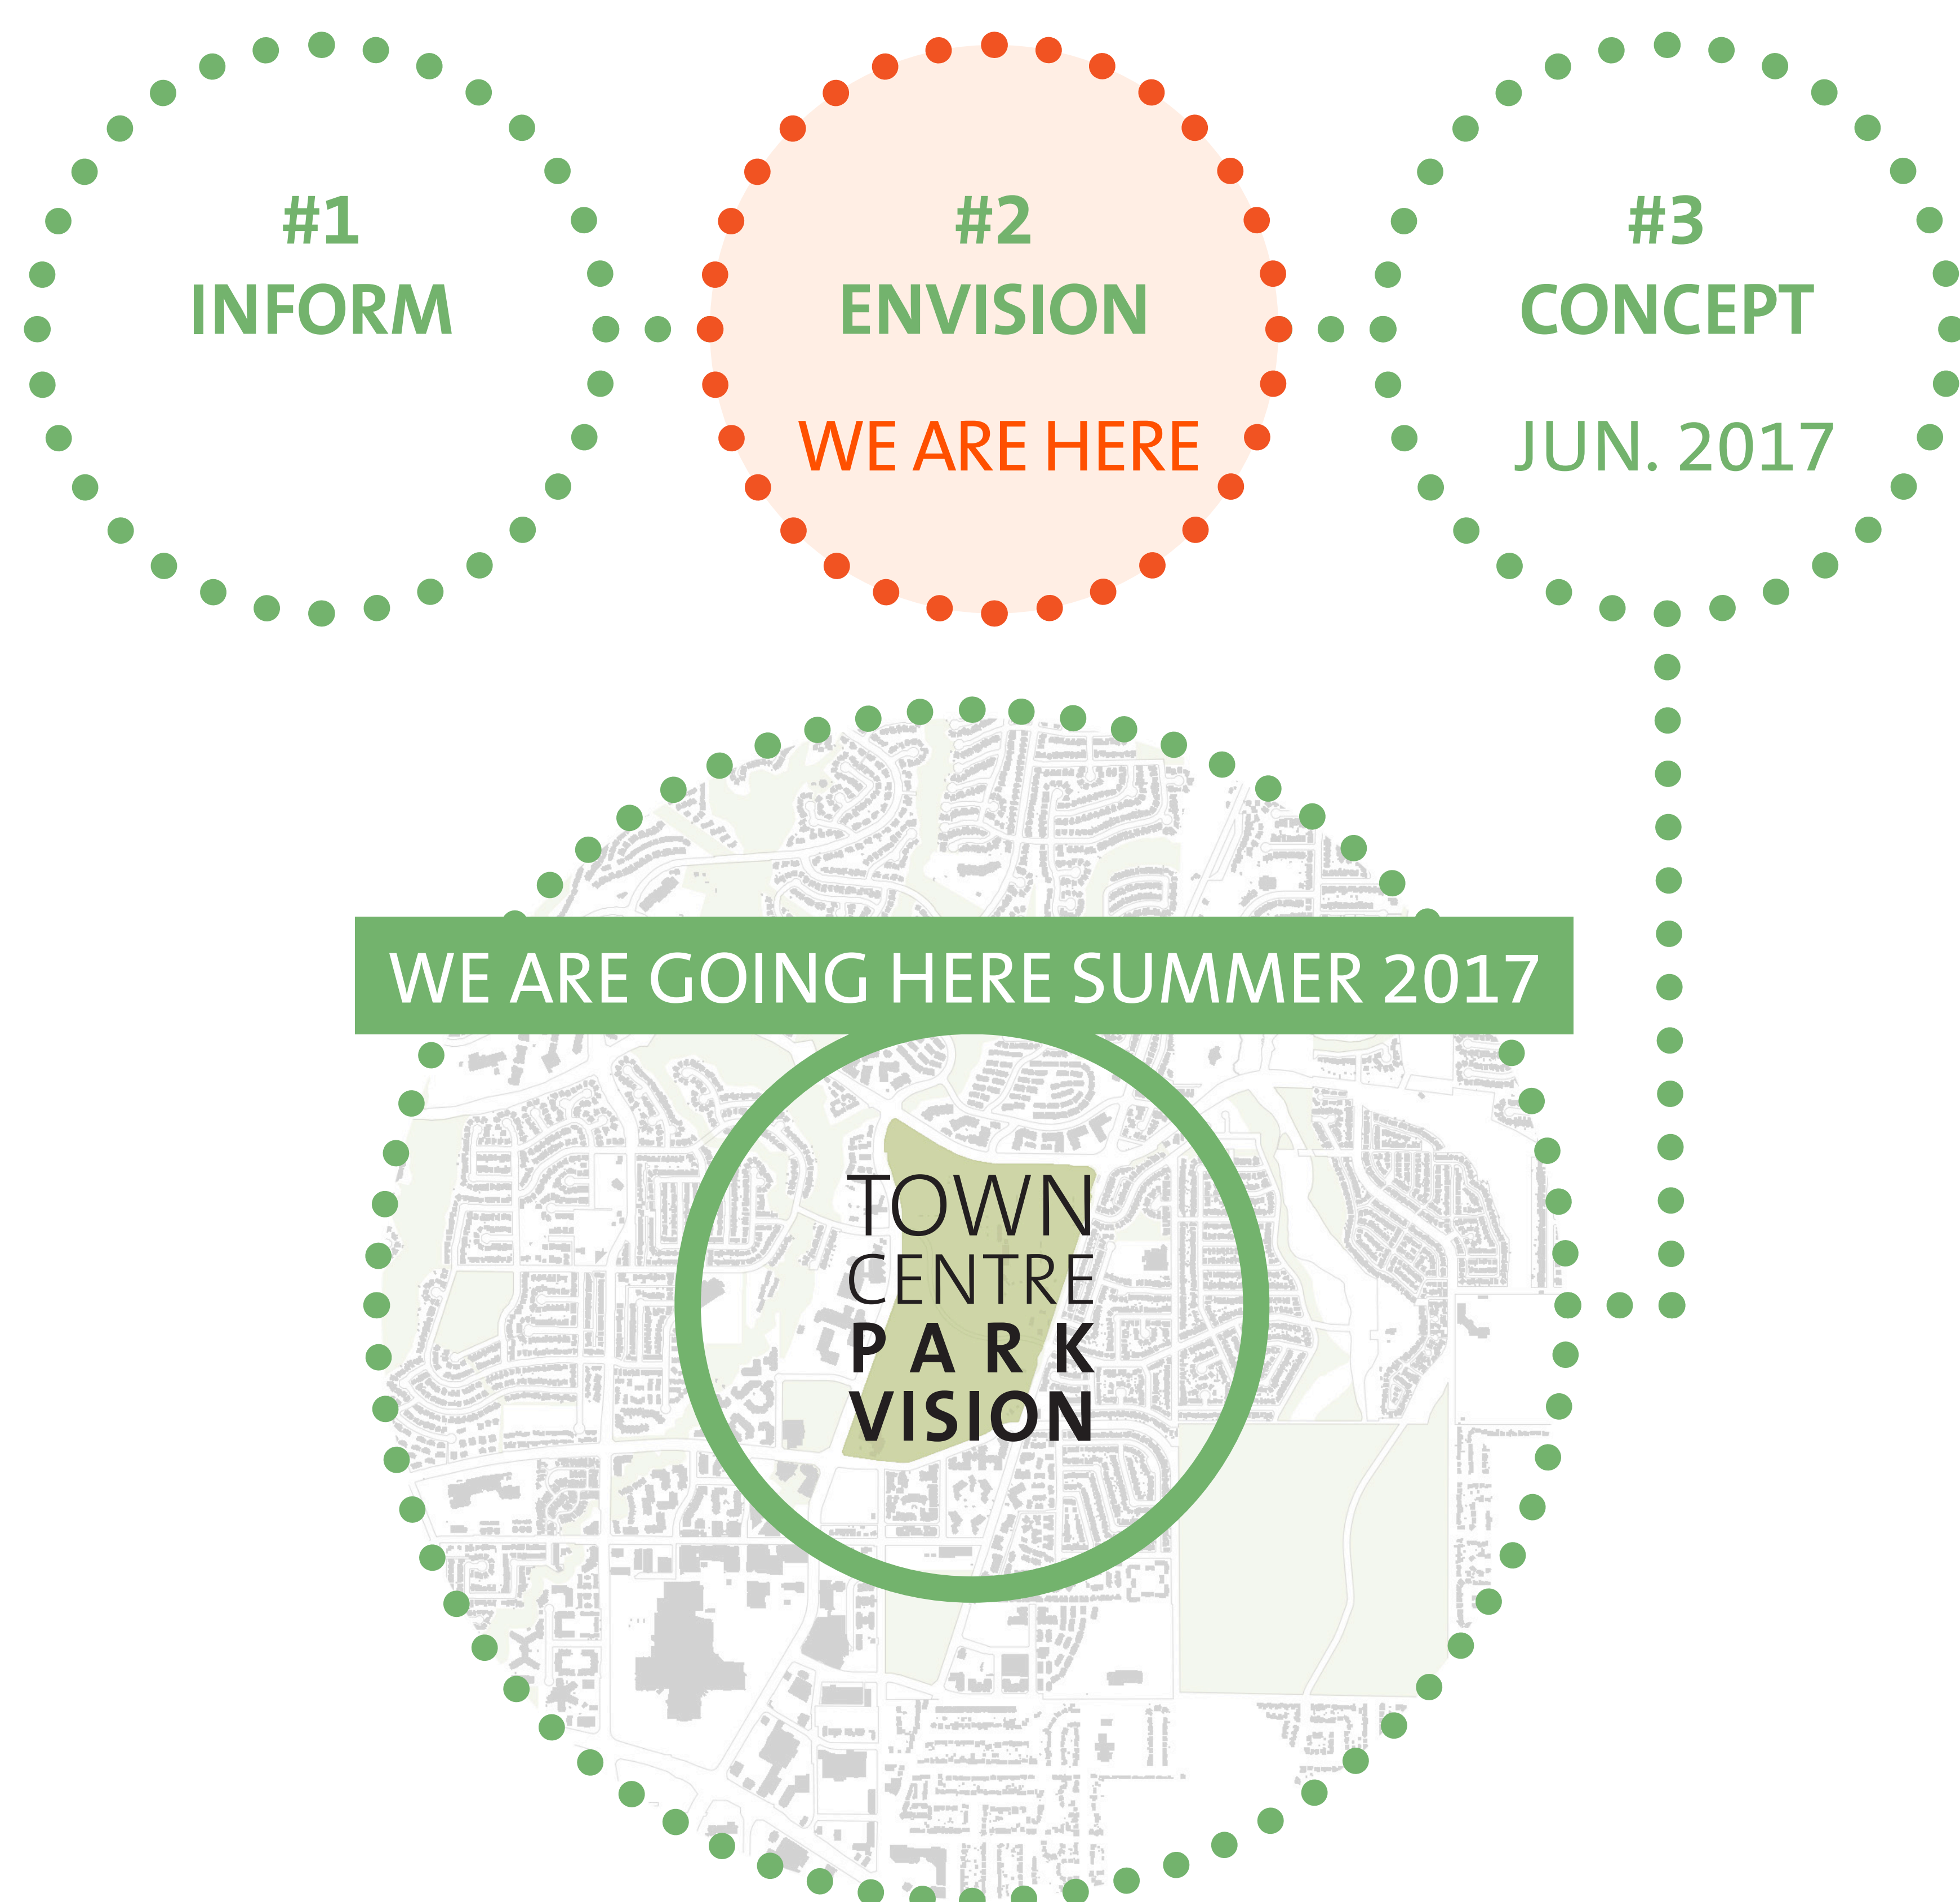 #1
INFORM
#2
ENVISION
WE ARE HERE
#3
CONCEPT
JUN. 2017
WE ARE GOING HERE SUMMER 2017
TOWN
CENTRE
PARK
VISION